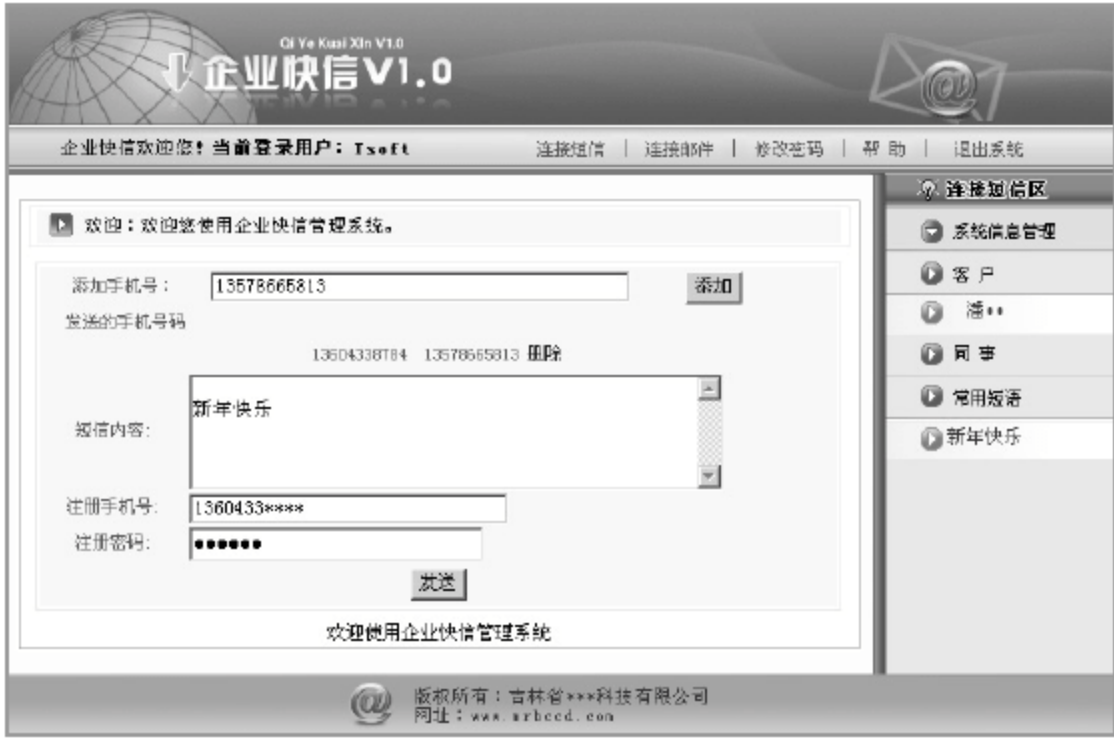 Qi Ye Kuai Xin V1.0
企业快信V1.0
企业快信欢迎您! 当前登录用户: Tsoft
连接短信 | 连接邮件 | 修改密码 | 帮 助 | 退出系统
欢迎:欢迎您使用企业快信管理系统。
添加手机号: 13578665813 添加
发送的手机号码
13604338784 13578665813 删除
短信内容:
新年快乐
注册手机号: 1360433****
注册密码: ●●●●●●
发送
欢迎使用企业快信管理系统
连接短信区
系统信息管理
客 户
潘**
同 事
常用短语
新年快乐
版权所有:吉林省***科技有限公司
网址:www.mrbccd.com